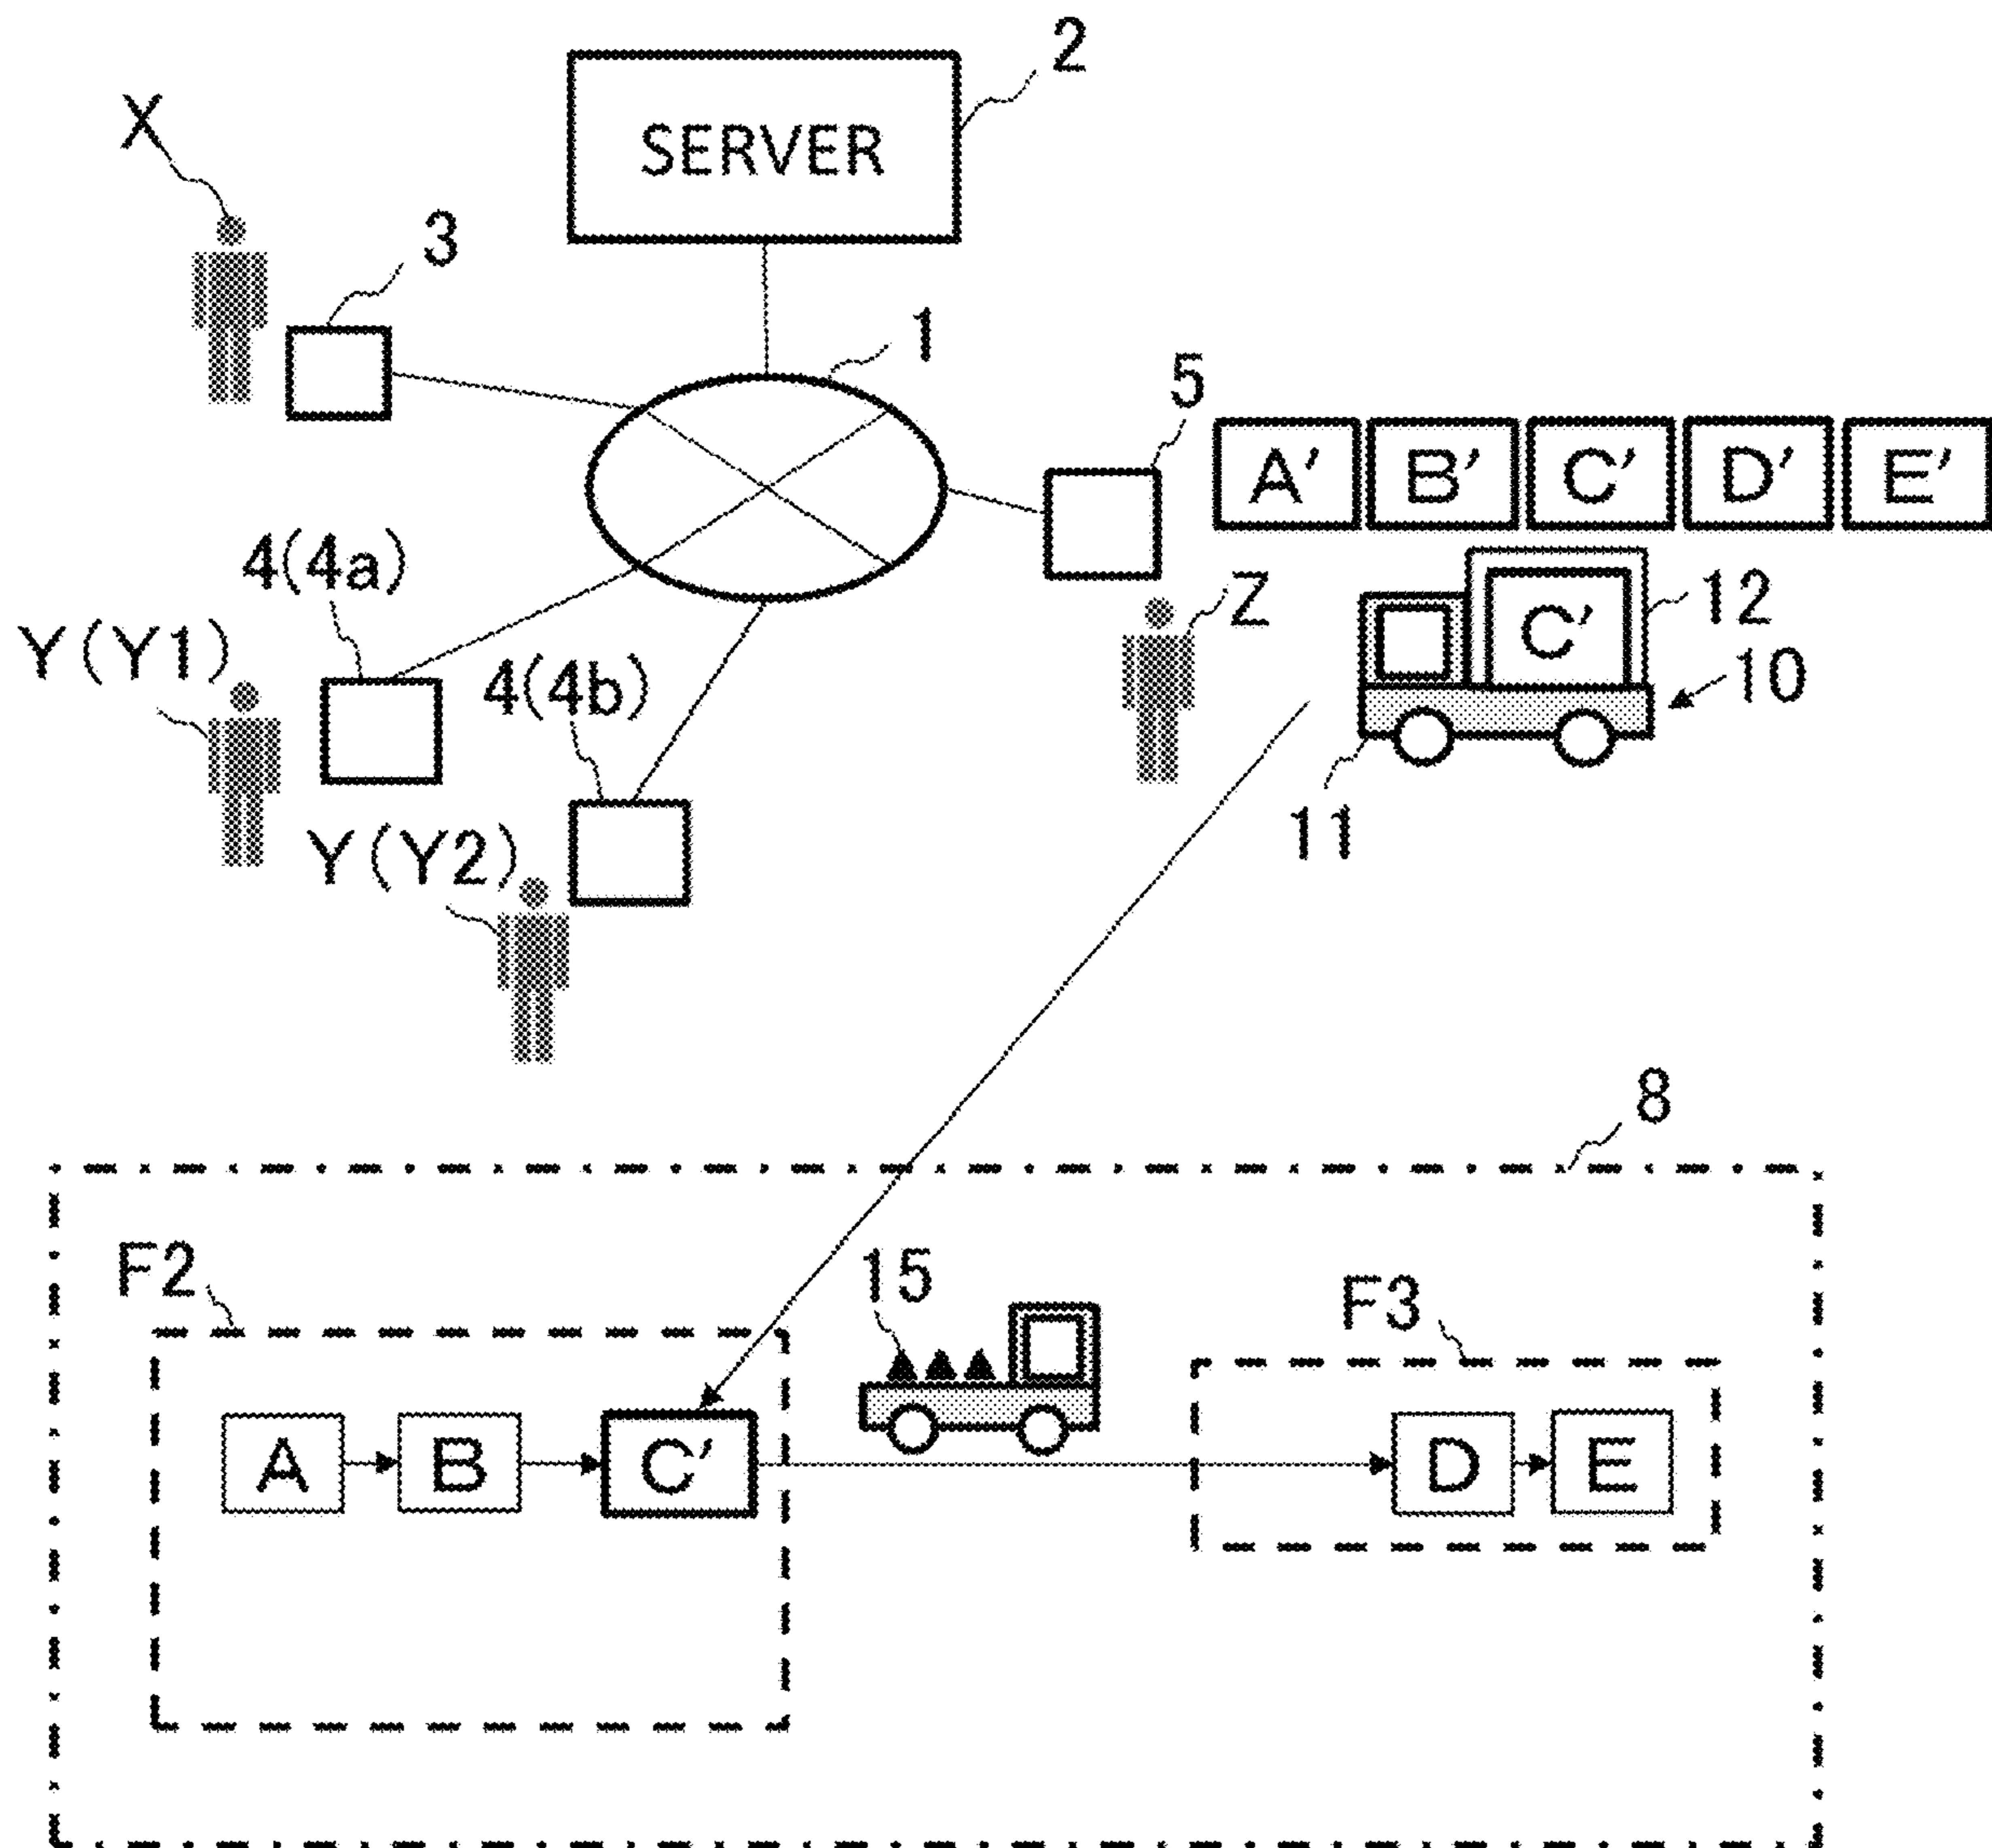 2
SERVER
X
3
1
5
A′ B′ C′ D′ E′
4(4a)
Z
C′
12
Y(Y1)
4(4b)
10
11
Y(Y2)
8
F2
15
F3
A B C′ D E